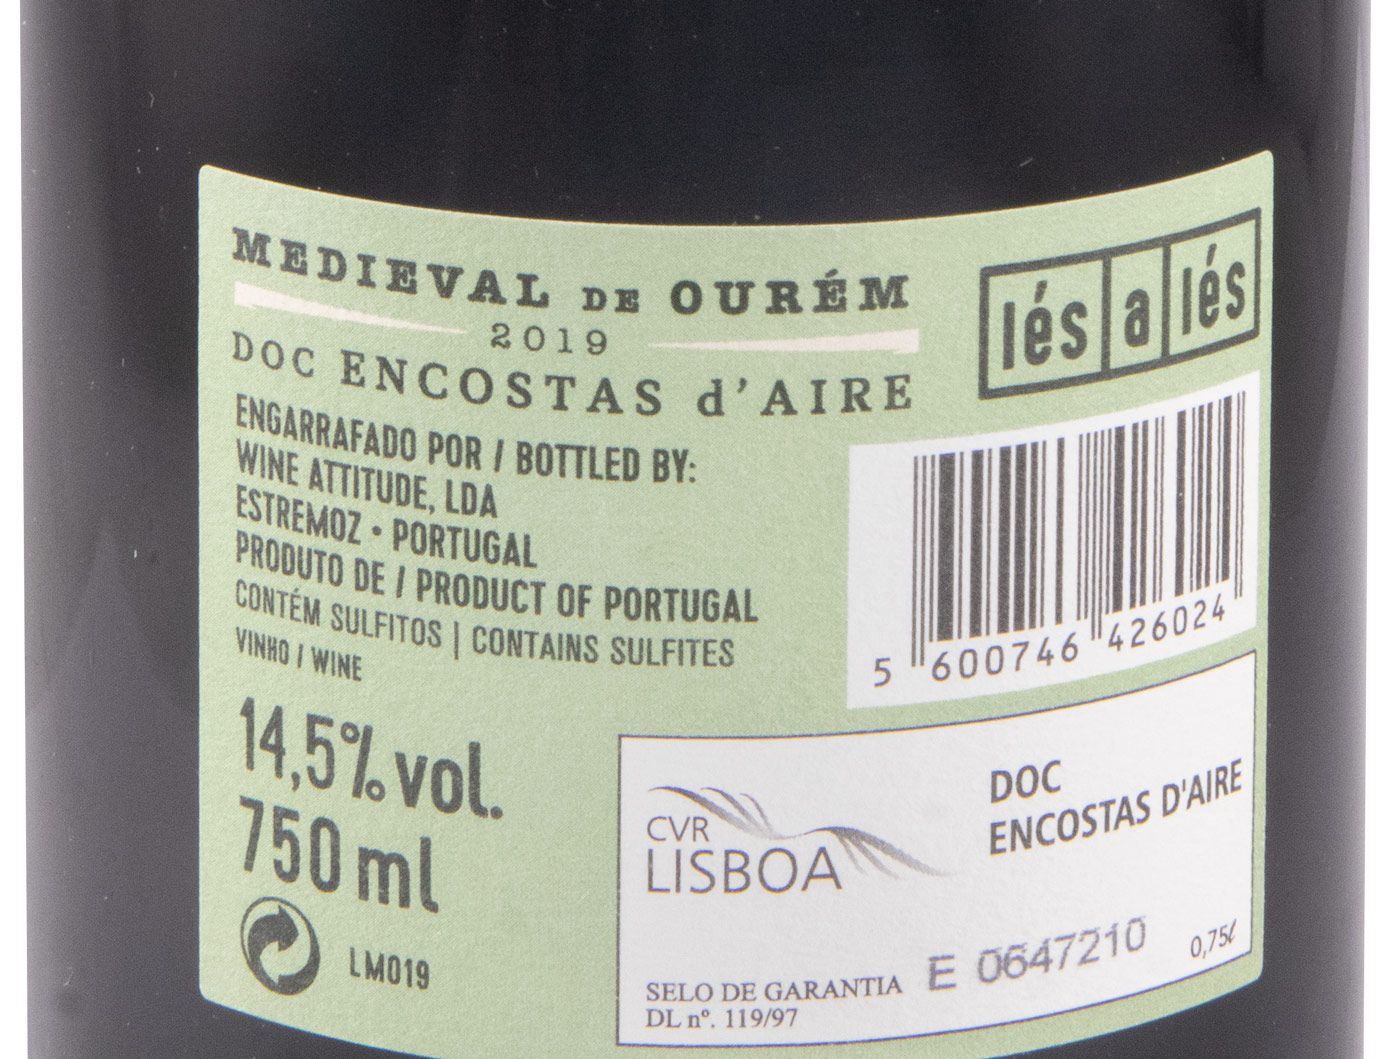 MEDIEVAL DE OURÉM
2019
DOC ENCOSTAS d'AIRE
lés a lés
ENGARRAFADO POR / BOTTLED BY:
WINE ATTITUDE, LDA
ESTREMOZ • PORTUGAL
PRODUTO DE / PRODUCT OF PORTUGAL
CONTÉM SULFITOS | CONTAINS SULFITES
VINHO / WINE
14,5% vol.
750 ml
LM019
5 600746 426024
CVR
LISBOA
DOC
ENCOSTAS D'AIRE
SELO DE GARANTIA
DL nº. 119/97
E 0647210
0,75ℓ